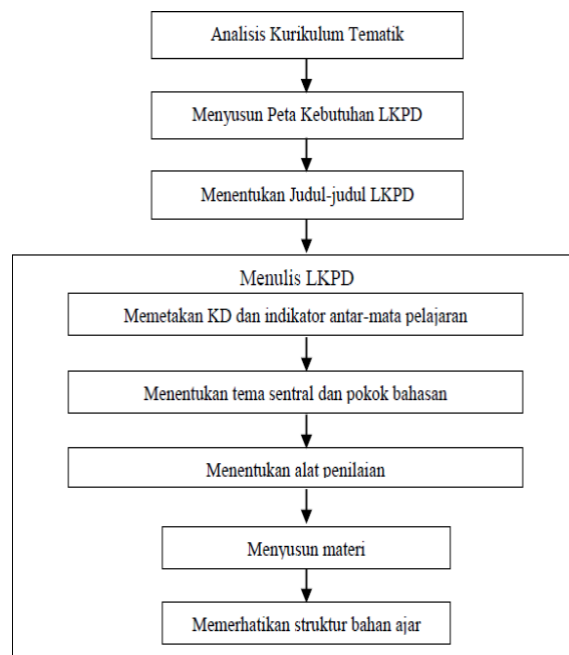 Analisis Kurikulum Tematik
Menyusun Peta Kebutuhan LKPD
Menentukan Judul-judul LKPD
Menulis LKPD
Memetakan KD dan indikator antar-mata pelajaran
Menentukan tema sentral dan pokok bahasan
Menentukan alat penilaian
Menyusun materi
Memerhatikan struktur bahan ajar